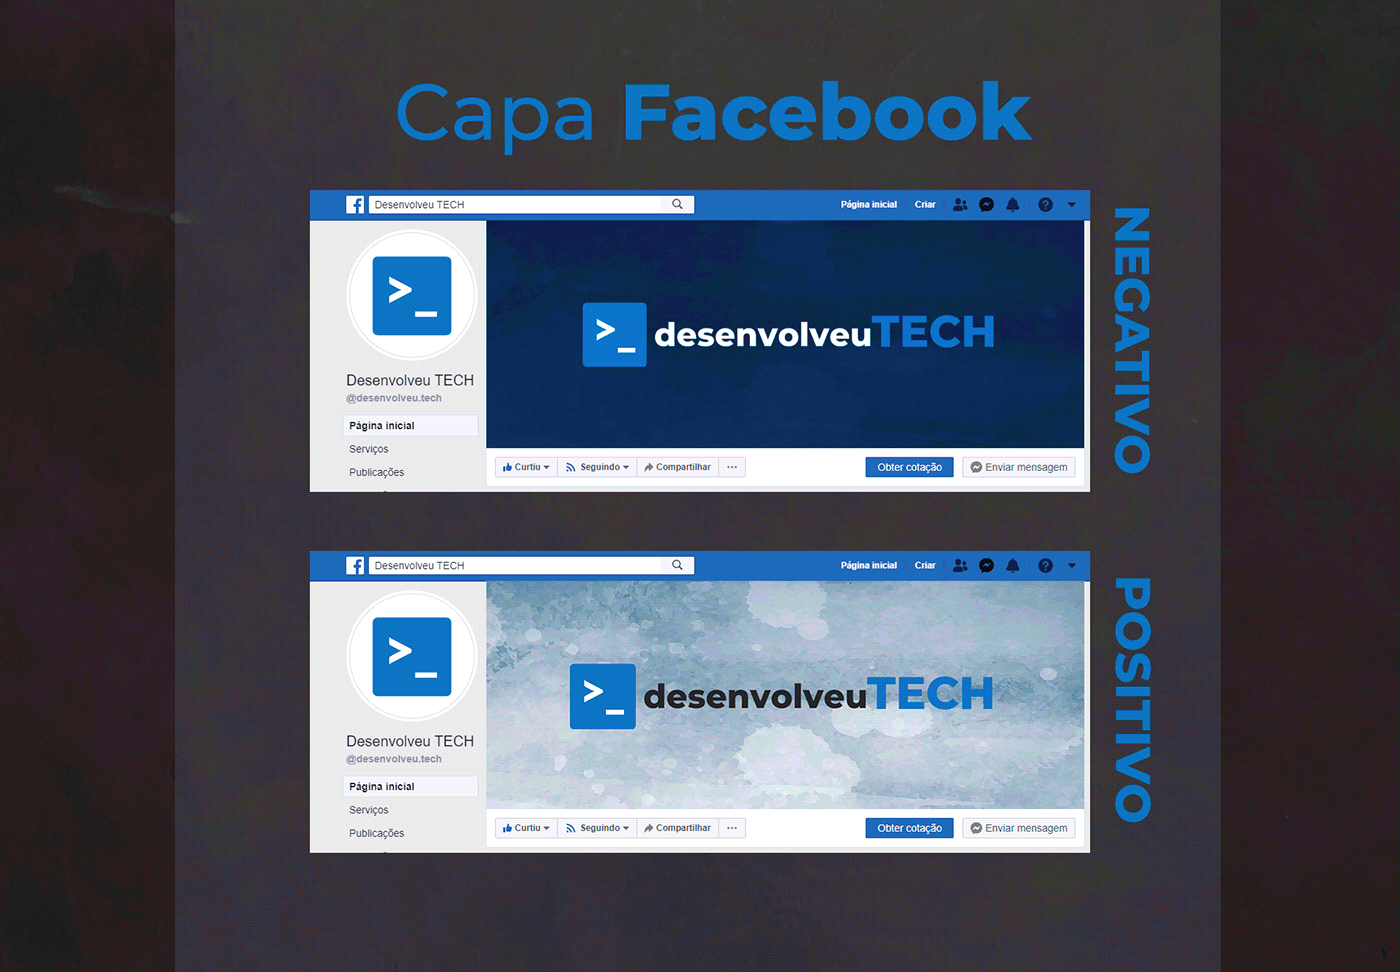 Capa Facebook
Desenvolveu TECH
Página inicial Criar
>_
>_ desenvolveuTECH
Desenvolveu TECH
@desenvolveu.tech
Página inicial
Serviços
Publicações
Curtiu Seguindo Compartilhar ... Obter cotação Enviar mensagem
NEGATIVO
Desenvolveu TECH
Página inicial Criar
>_
>_ desenvolveuTECH
Desenvolveu TECH
@desenvolveu.tech
Página inicial
Serviços
Publicações
Curtiu Seguindo Compartilhar ... Obter cotação Enviar mensagem
POSITIVO